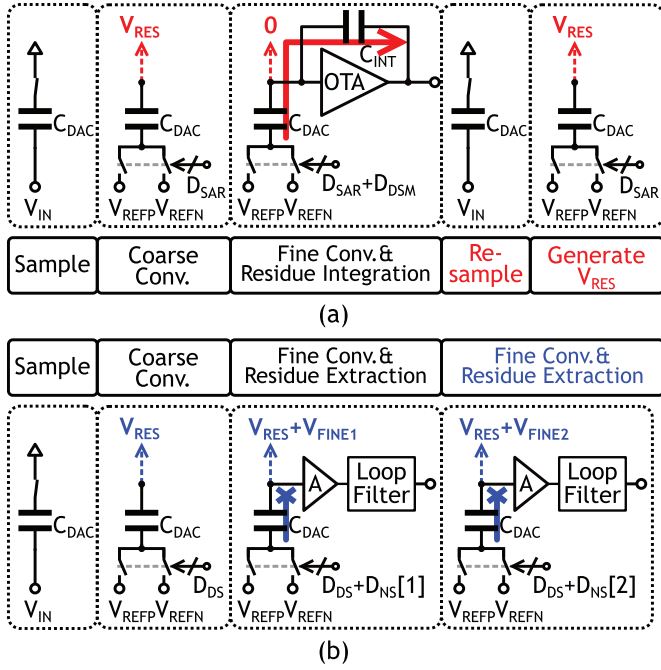 V_RES 0 V_RES
C_INT
OTA
C_DAC C_DAC C_DAC C_DAC C_DAC
D_SAR D_SAR+D_DSM D_SAR
V_IN V_REFP V_REFN V_REFP V_REFN V_IN V_REFP V_REFN
Sample Coarse Conv. Fine Conv.& Residue Integration Re-sample Generate V_RES
(a)
Sample Coarse Conv. Fine Conv.& Residue Extraction Fine Conv.& Residue Extraction
V_RES V_RES+V_FINE1 V_RES+V_FINE2
A Loop Filter A Loop Filter
C_DAC C_DAC C_DAC C_DAC
D_DS D_DS+D_NS[1] D_DS+D_NS[2]
V_IN V_REFP V_REFN V_REFP V_REFN V_REFP V_REFN
(b)